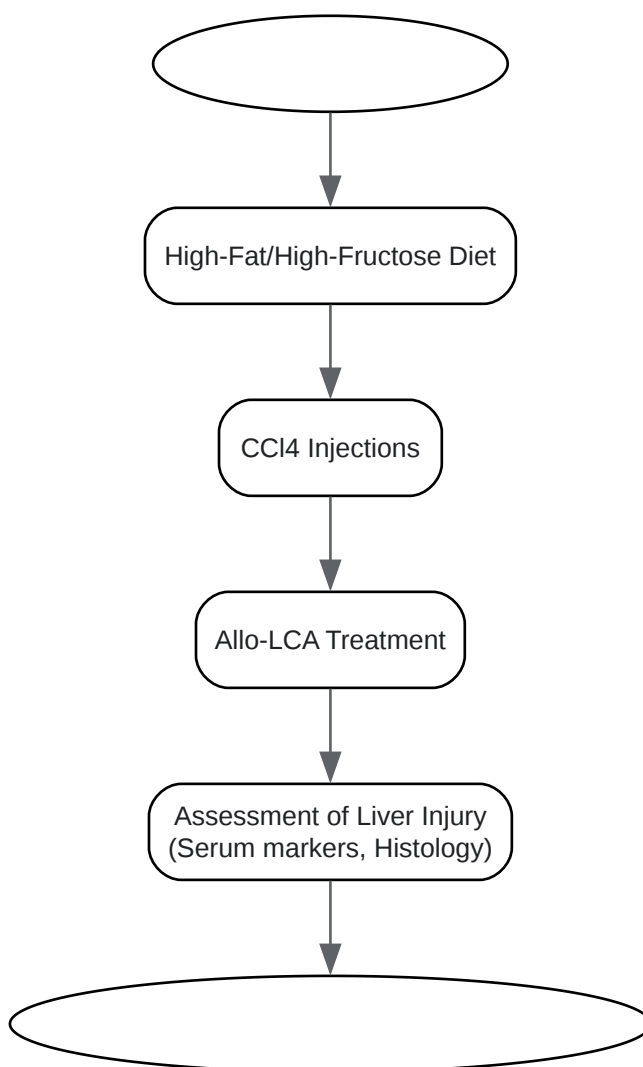 High-Fat/High-Fructose Diet
CCl4 Injections
Allo-LCA Treatment
Assessment of Liver Injury
(Serum markers, Histology)